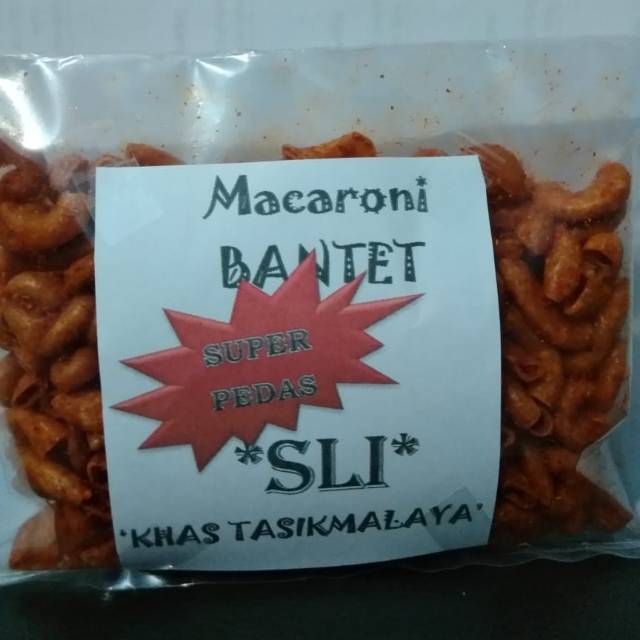 Macaroni
BANTET
SUPER
PEDAS
*SLI*
'KHAS TASIKMALAYA'